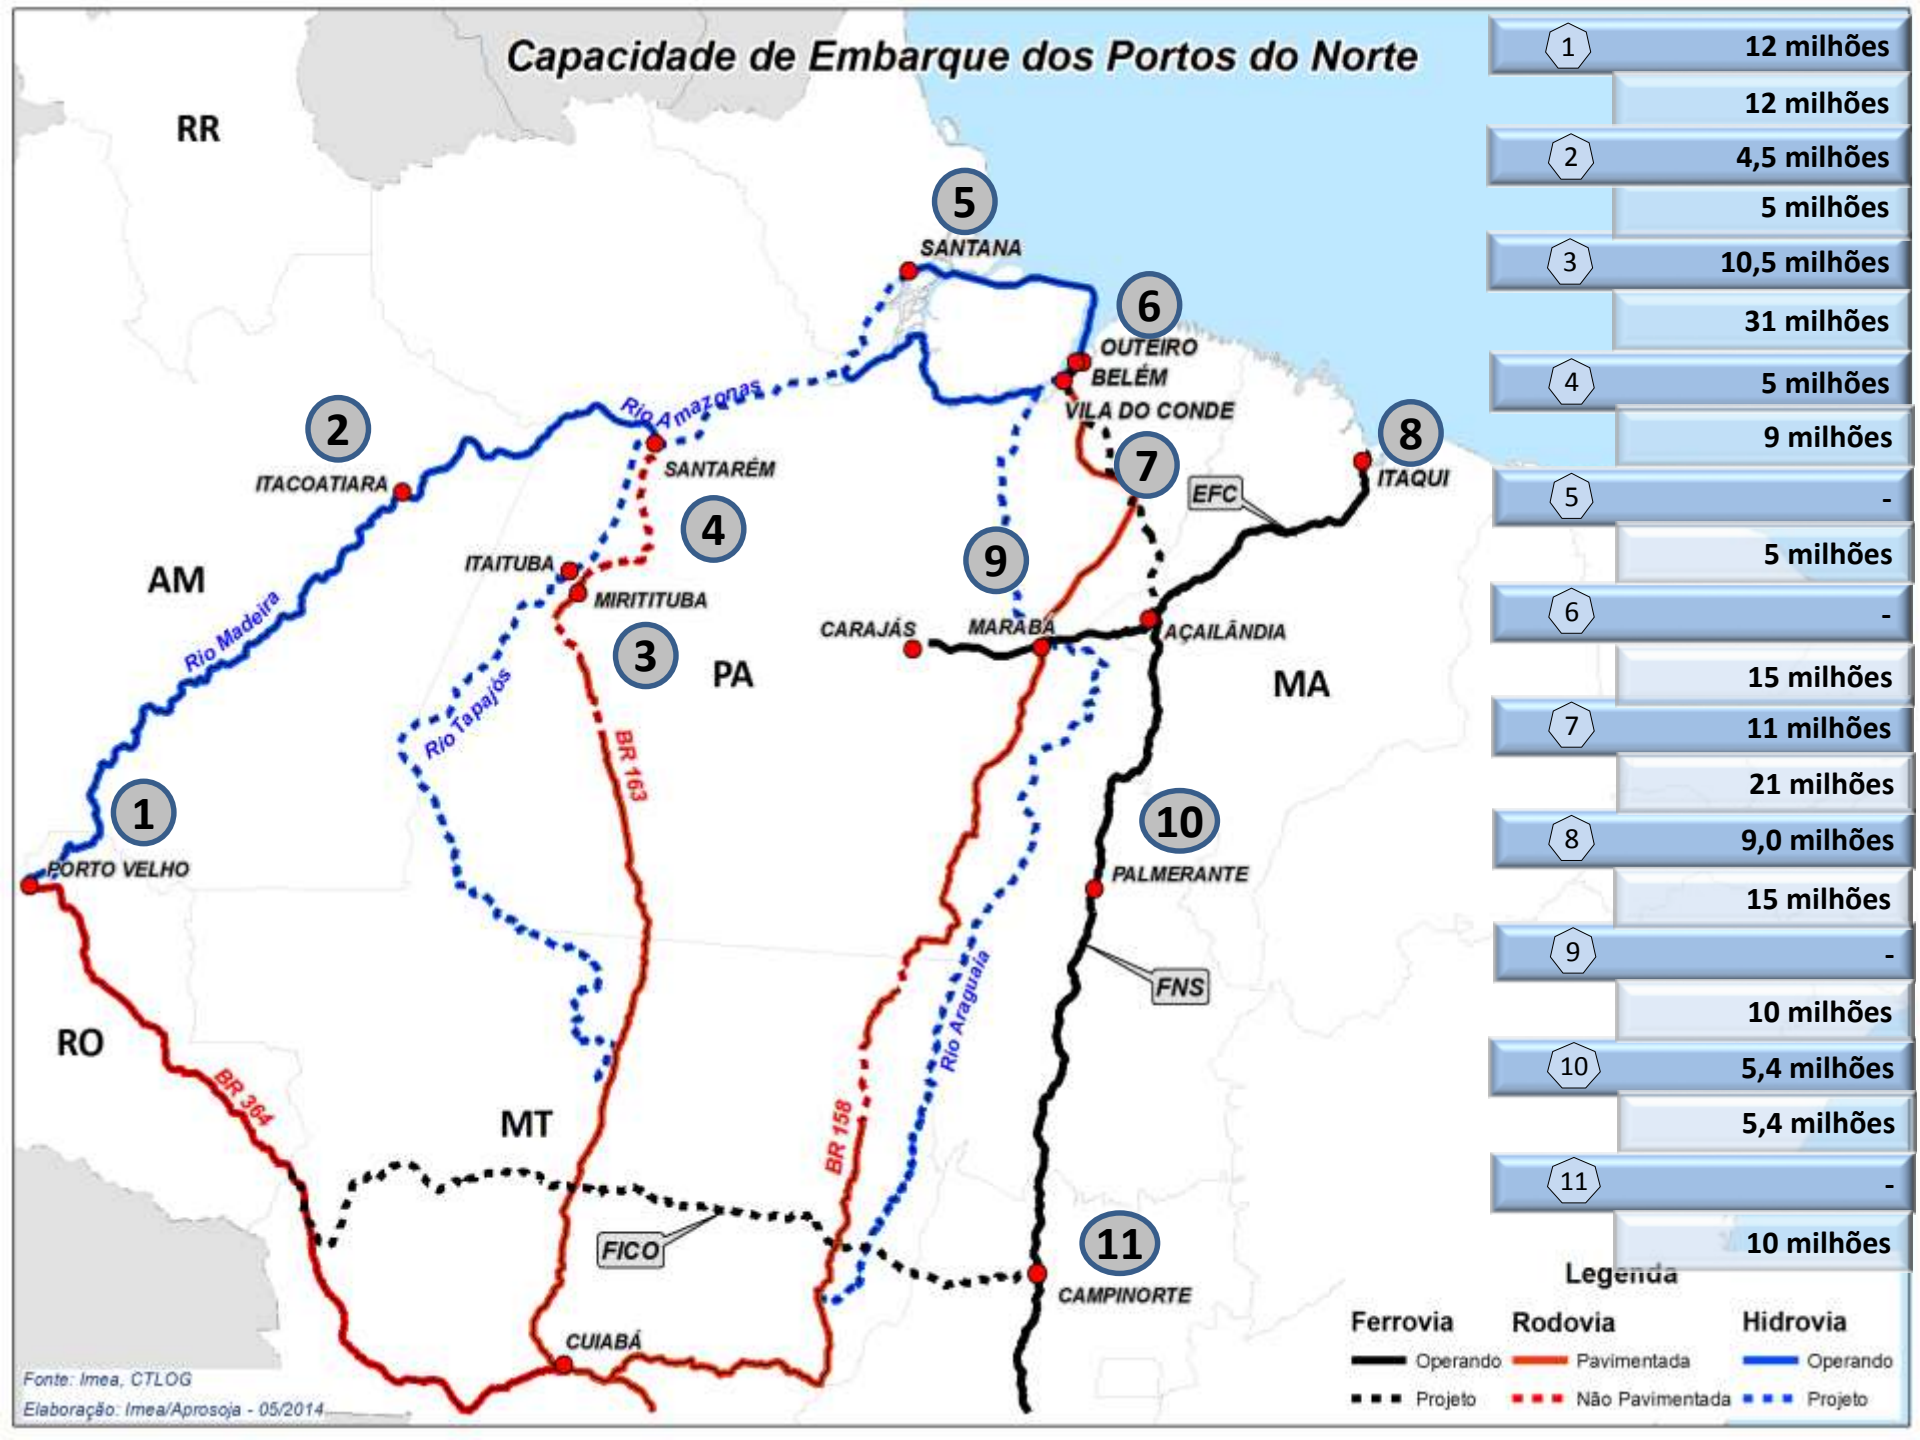 Capacidade de Embarque dos Portos do Norte
RR
5
SANTANA
6
OUTEIRO
BELÉM
VILA DO CONDE
Rio Amazonas
2
ITACOATIARA
SANTARÉM
7
8
ITAQUI
EFC
4
ITAITUBA
9
AM
MIRITITUBA
Rio Madeira
CARAJÁS
MARABÁ
AÇAILÂNDIA
3
PA
MA
Rio Tapajós
BR 163
1
10
PORTO VELHO
PALMERANTE
FNS
Rio Araguaia
RO
BR 364
MT
BR 158
FICO
11
CAMPINORTE
CUIABÁ
Fonte: Imea, CTLOG
Elaboração: Imea/Aprosoja - 05/2014
1 12 milhões
12 milhões
2 4,5 milhões
5 milhões
3 10,5 milhões
31 milhões
4 5 milhões
9 milhões
5 -
5 milhões
6 -
15 milhões
7 11 milhões
21 milhões
8 9,0 milhões
15 milhões
9 -
10 milhões
10 5,4 milhões
5,4 milhões
11 -
10 milhões
Legenda
Ferrovia Rodovia Hidrovia
Operando Pavimentada Operando
Projeto Não Pavimentada Projeto